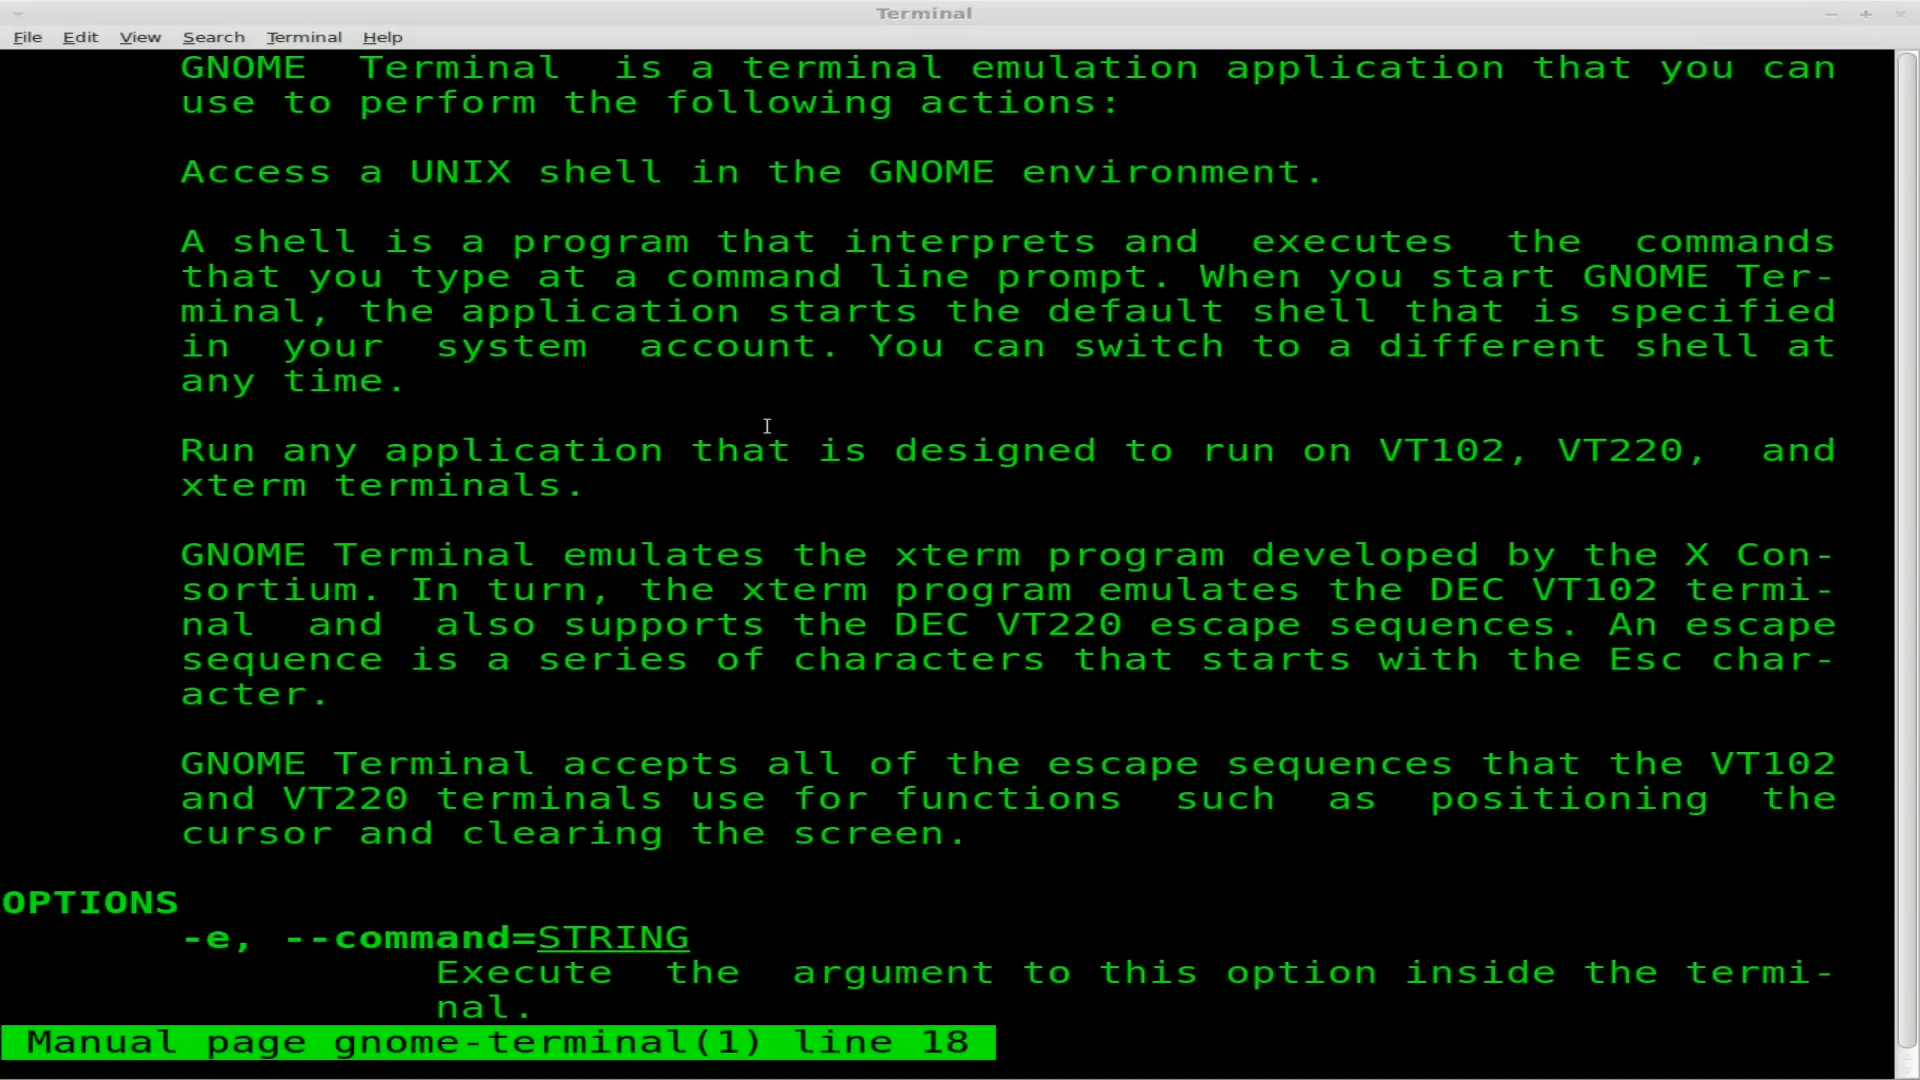 Terminal
File Edit View Search Terminal Help
GNOME Terminal is a terminal emulation application that you can
use to perform the following actions:
Access a UNIX shell in the GNOME environment.
A shell is a program that interprets and executes the commands
that you type at a command line prompt. When you start GNOME Ter-
minal, the application starts the default shell that is specified
in your system account. You can switch to a different shell at
any time.
Run any application that is designed to run on VT102, VT220, and
xterm terminals.
GNOME Terminal emulates the xterm program developed by the X Con-
sortium. In turn, the xterm program emulates the DEC VT102 termi-
nal and also supports the DEC VT220 escape sequences. An escape
sequence is a series of characters that starts with the Esc char-
acter.
GNOME Terminal accepts all of the escape sequences that the VT102
and VT220 terminals use for functions such as positioning the
cursor and clearing the screen.
OPTIONS
-e, --command=STRING
Execute the argument to this option inside the termi-
nal.
Manual page gnome-terminal(1) line 18